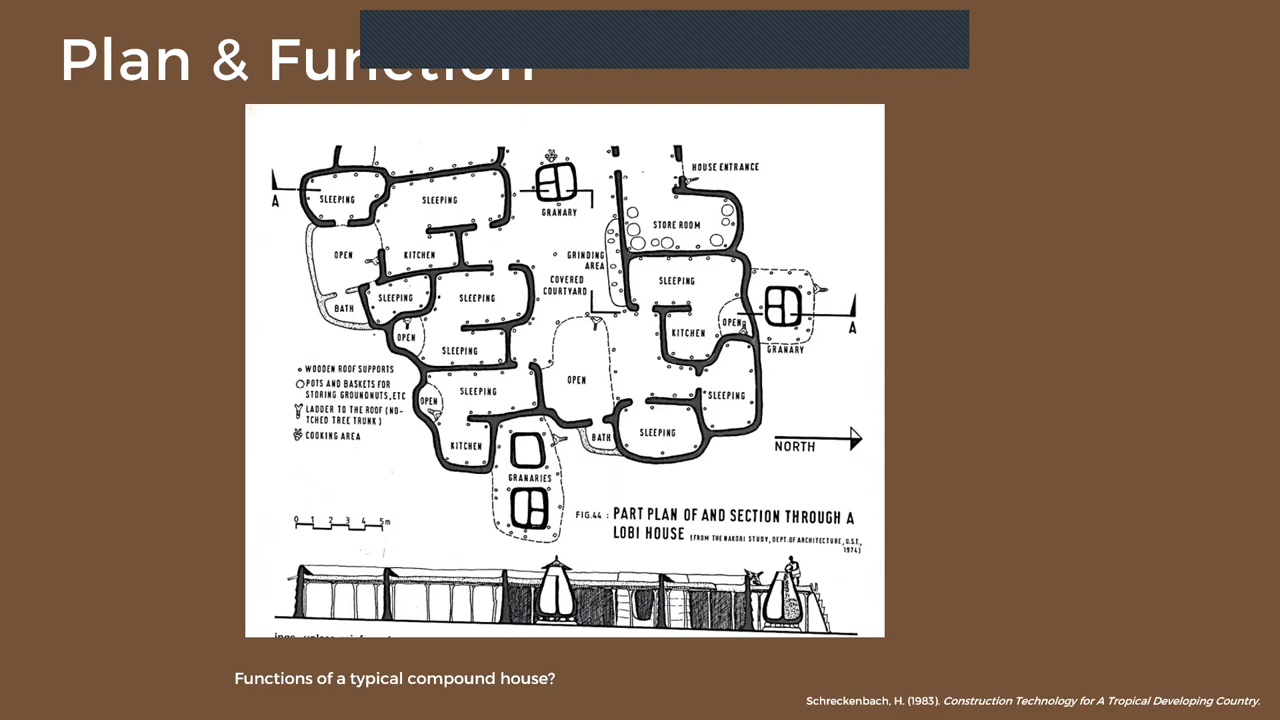 Plan & Function
HOUSE ENTRANCE
SLEEPING
SLEEPING
A
GRANARY
STORE ROOM
OPEN
KITCHEN
GRINDING
AREA
COVERED
COURTYARD
SLEEPING
SLEEPING
SLEEPING
BATH
OPEN
KITCHEN
OPEN
A
GRANARY
SLEEPING
WOODEN ROOF SUPPORTS
POTS AND BASKETS FOR
STORING GROUNDNUTS, ETC
LADDER TO THE ROOF (NO-
TCHED TREE TRUNK)
COOKING AREA
SLEEPING
OPEN
OPEN
SLEEPING
KITCHEN
BATH
SLEEPING
NORTH
GRANARIES
0 1 2 3 4 5m
FIG.44 : PART PLAN OF AND SECTION THROUGH A
LOBI HOUSE (FROM THE NAKORI STUDY, DEPT. OF ARCHITECTURE, U.S.T.,
1974)
Functions of a typical compound house?
Schreckenbach, H. (1983). Construction Technology for A Tropical Developing Country.